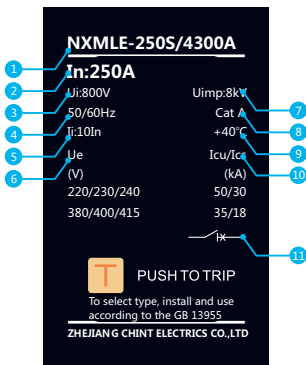 NXMLE-250S/4300A
1
In:250A
2
Ui:800V Uimp:8kV
3 7
50/60Hz Cat A
4 8
Ii:10In +40℃
5 9
Ue Icu/Ics
6 10
(V) (kA)
220/230/240 50/30
380/400/415 35/18
11
T PUSH TO TRIP
To select type, install and use
according to the GB 13955
ZHEJIANG CHINT ELECTRICS CO.,LTD